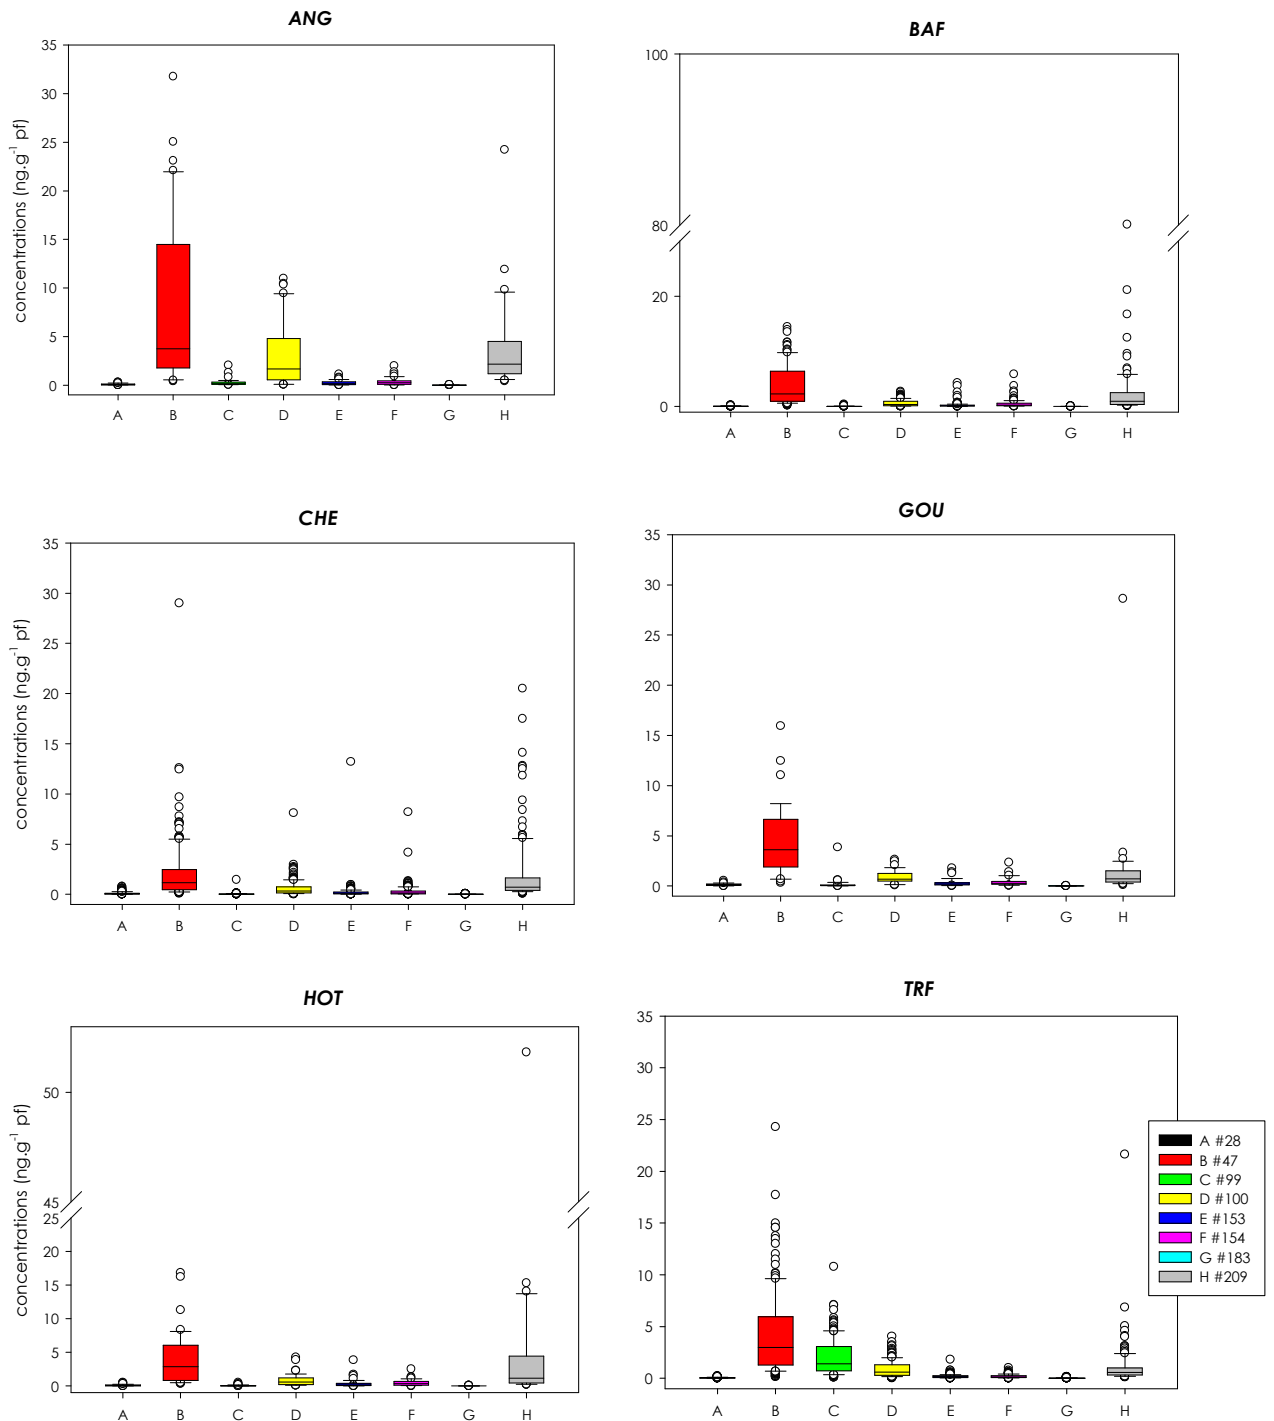 ANG
35
30
25
20
15
10
5
0
concentrations (ng.g-1 pf)
A B C D E F G H
BAF
100
80
20
0
A B C D E F G H
CHE
35
30
25
20
15
10
5
0
concentrations (ng.g-1 pf)
A B C D E F G H
GOU
35
30
25
20
15
10
5
0
A B C D E F G H
HOT
50
45
25
20
15
10
5
0
concentrations (ng.g-1 pf)
A B C D E F G H
TRF
35
30
25
20
15
10
5
0
A B C D E F G H
A #28
B #47
C #99
D #100
E #153
F #154
G #183
H #209